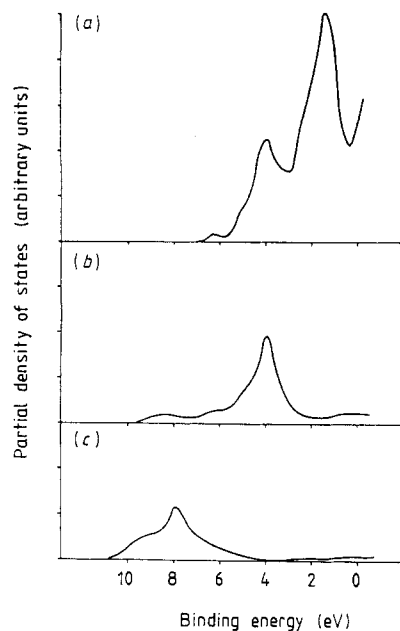 (a)
(b)
(c)
Partial density of states (arbitrary units)
10 8 6 4 2 0
Binding energy (eV)